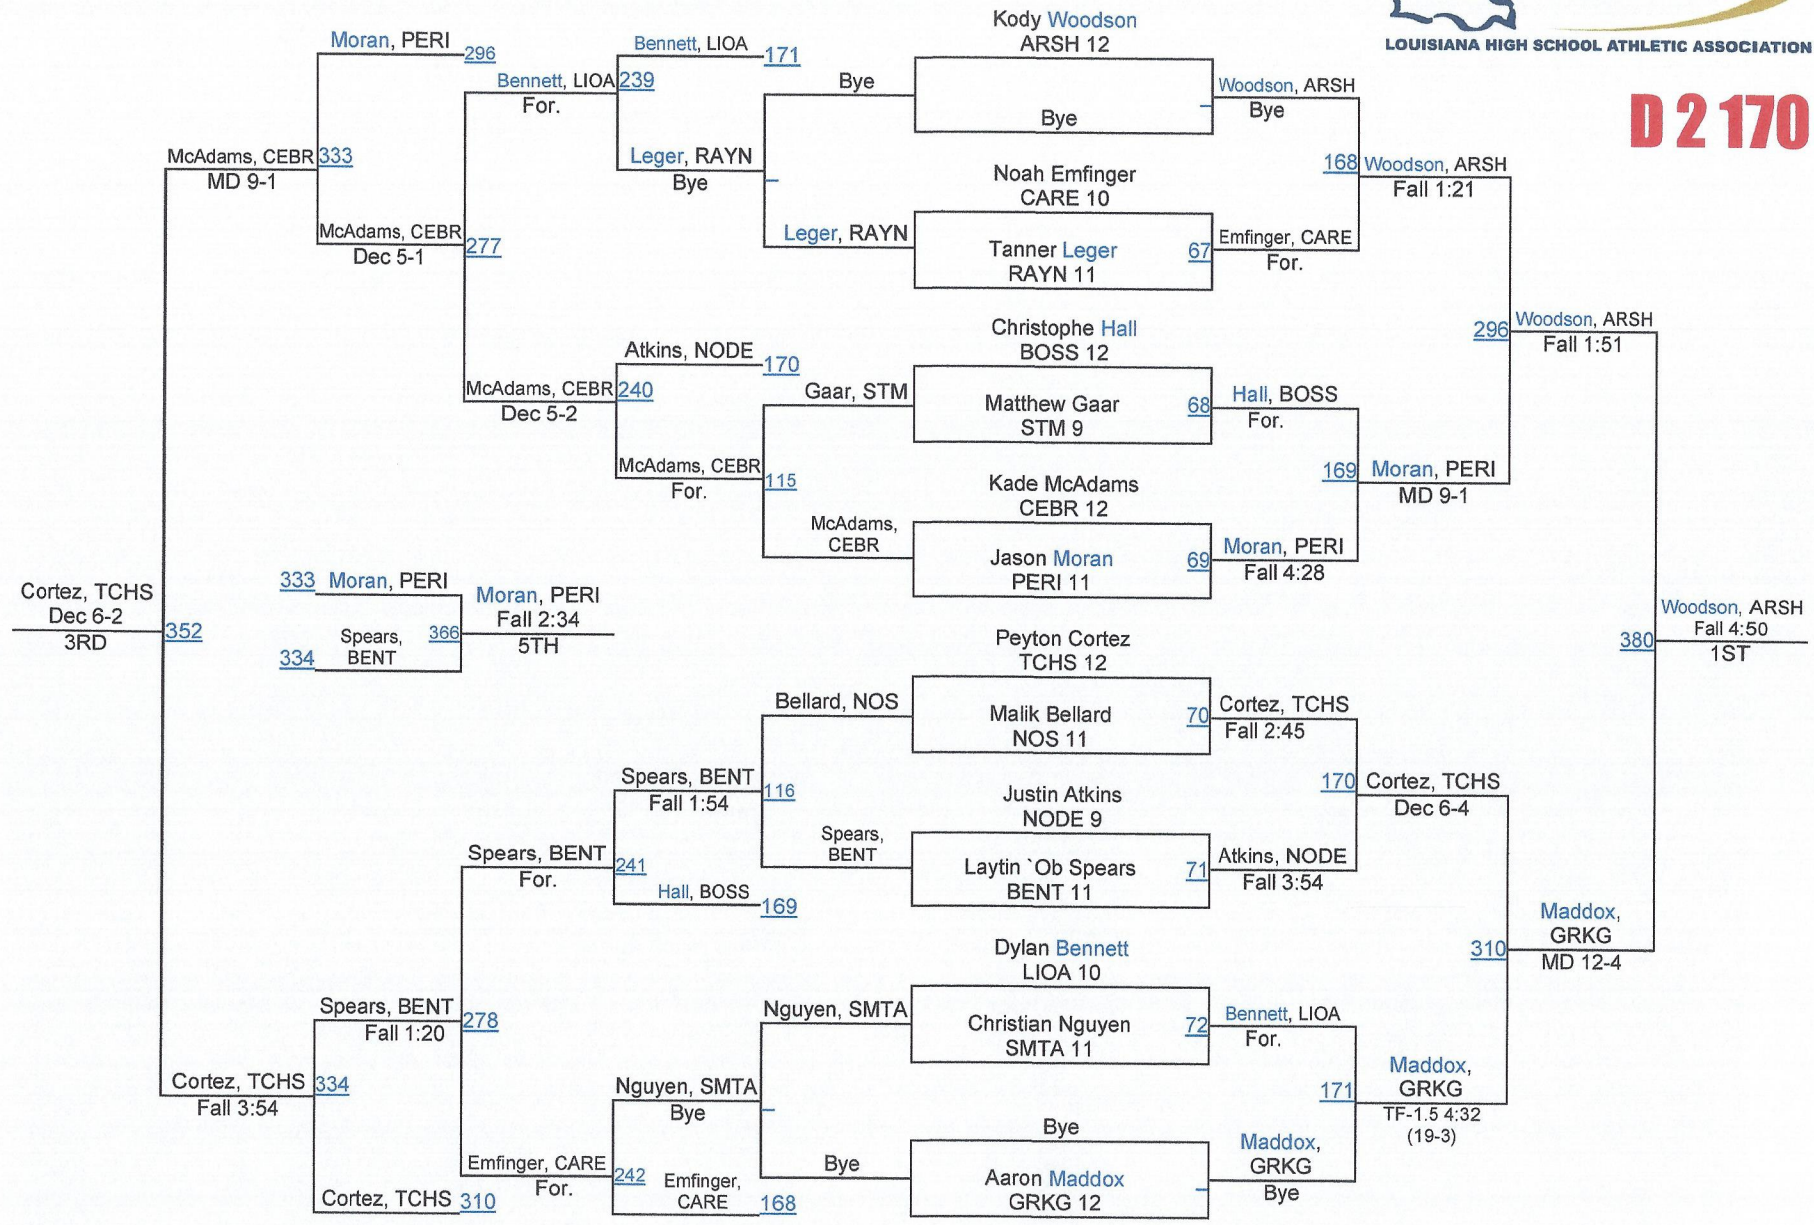 LOUISIANA HIGH SCHOOL ATHLETIC ASSOCIATION
D 2 170
Kody Woodson
ARSH 12
Bye
Noah Emfinger
CARE 10
Tanner Leger
RAYN 11
67
Christophe Hall
BOSS 12
Matthew Gaar
STM 9
68
Kade McAdams
CEBR 12
Jason Moran
PERI 11
69
Peyton Cortez
TCHS 12
Malik Bellard
NOS 11
70
Justin Atkins
NODE 9
Laytin `Ob Spears
BENT 11
71
Dylan Bennett
LIOA 10
Christian Nguyen
SMTA 11
72
Bye
Aaron Maddox
GRKG 12
Woodson, ARSH
Bye
Emfinger, CARE
For.
Hall, BOSS
For.
Moran, PERI
Fall 4:28
Cortez, TCHS
Fall 2:45
Atkins, NODE
Fall 3:54
Bennett, LIOA
For.
Maddox,
GRKG
Bye
168
Woodson, ARSH
Fall 1:21
169
Moran, PERI
MD 9-1
170
Cortez, TCHS
Dec 6-4
171
Maddox,
GRKG
TF-1.5 4:32
(19-3)
296
Woodson, ARSH
Fall 1:51
310
Maddox,
GRKG
MD 12-4
380
Woodson, ARSH
Fall 4:50
1ST
Bye
Leger, RAYN
Gaar, STM
McAdams,
CEBR
Bellard, NOS
Spears,
BENT
Nguyen, SMTA
Bye
Bennett, LIOA
171
Leger, RAYN
Bye
Atkins, NODE
170
McAdams, CEBR
For.
115
Spears, BENT
Fall 1:54
116
Hall, BOSS
169
Nguyen, SMTA
Bye
Emfinger,
CARE
168
Bennett, LIOA
For.
239
McAdams, CEBR
Dec 5-2
240
Spears, BENT
For.
241
Emfinger, CARE
For.
242
Moran, PERI
296
McAdams, CEBR
Dec 5-1
277
Spears, BENT
Fall 1:20
278
Cortez, TCHS
310
McAdams, CEBR
MD 9-1
333
Cortez, TCHS
Fall 3:54
334
Cortez, TCHS
Dec 6-2
3RD
352
333
Moran, PERI
334
Spears,
BENT
366
Moran, PERI
Fall 2:34
5TH